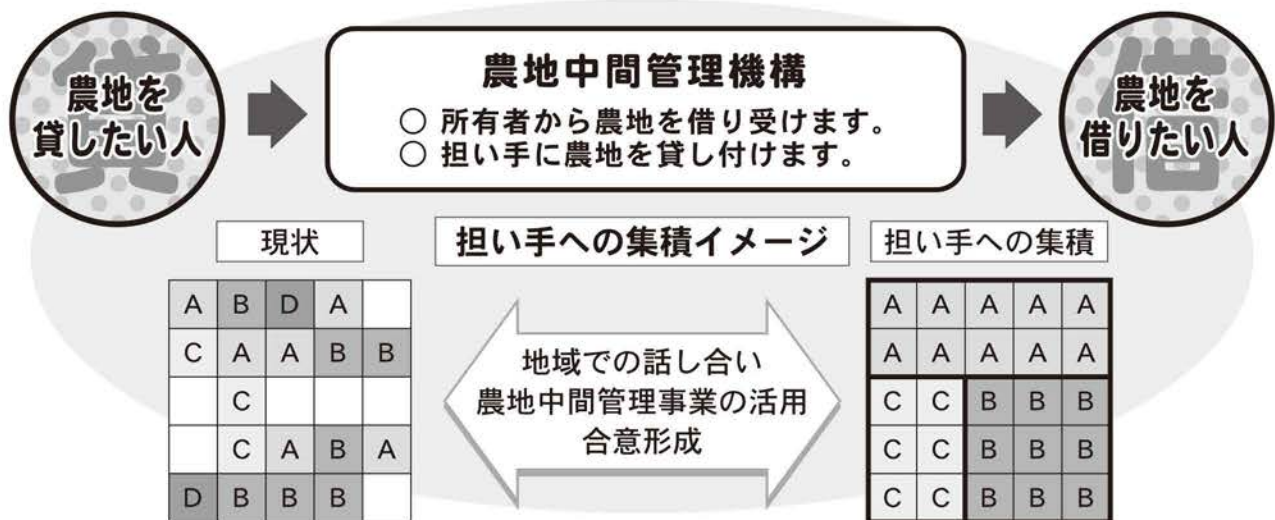 貸
農地を
貸したい人
農地中間管理機構
○ 所有者から農地を借り受けます。
○ 担い手に農地を貸し付けます。
借
農地を
借りたい人
現状
担い手への集積イメージ
担い手への集積
A B D A
C A A B B
C
C A B A
D B B B
地域での話し合い
農地中間管理事業の活用
合意形成
A A A A A
A A A A A
C C B B B
C C B B B
C C B B B